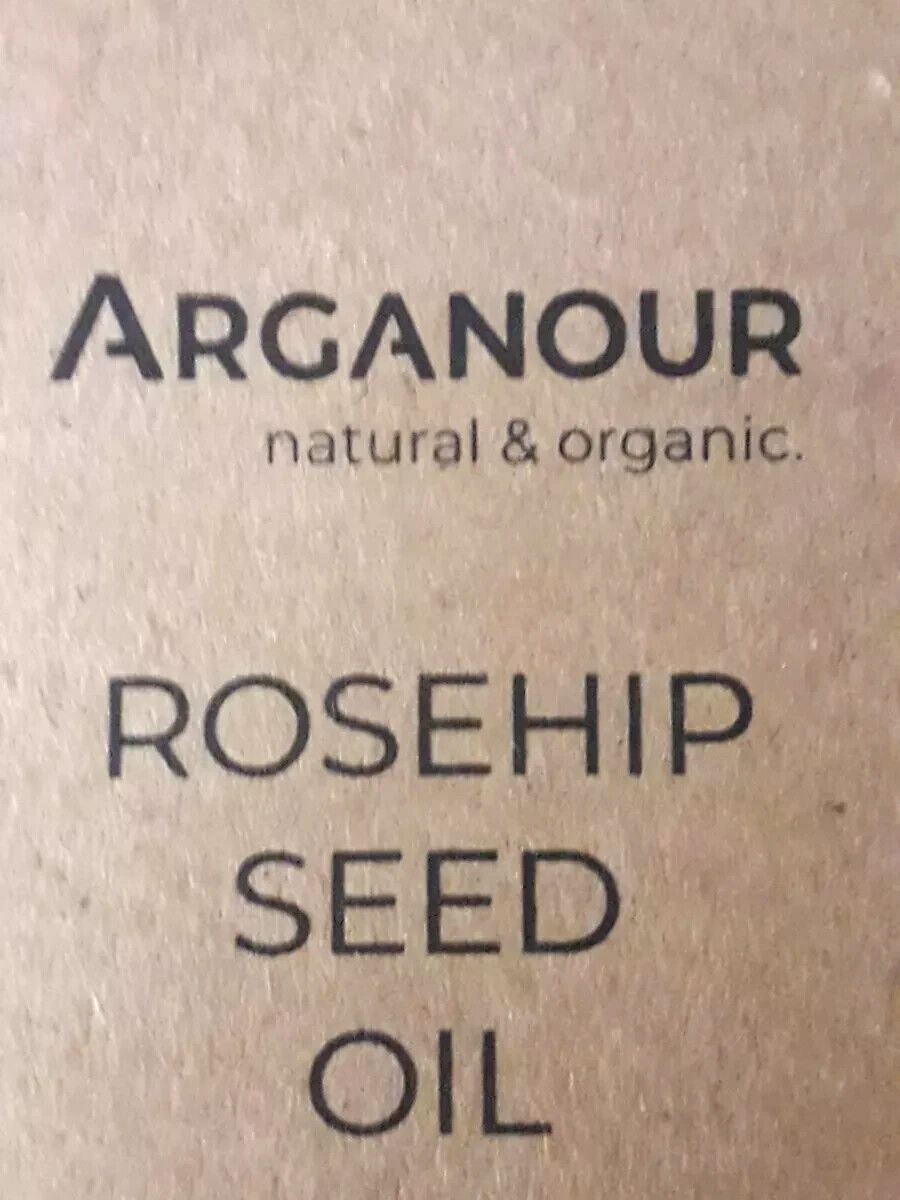 ARGANOUR
natural & organic.
ROSEHIP
SEED
OIL